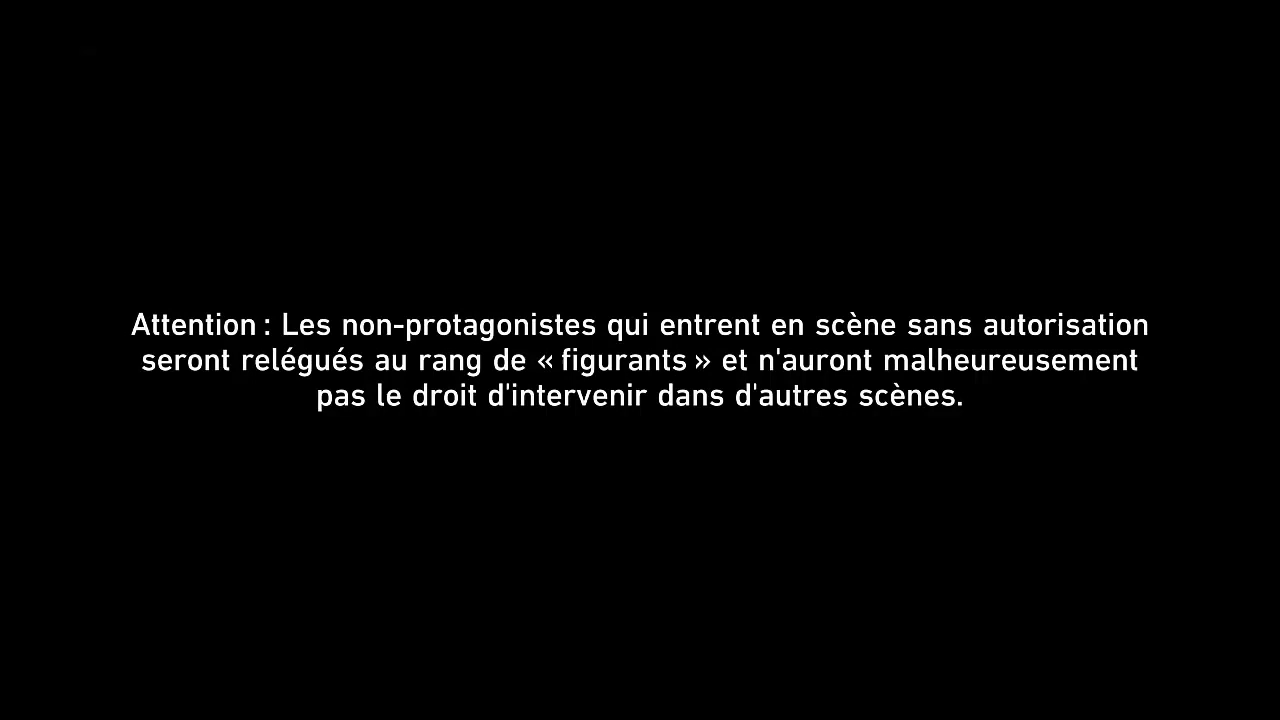 Attention : Les non-protagonistes qui entrent en scène sans autorisation
seront relégués au rang de « figurants » et n'auront malheureusement
pas le droit d'intervenir dans d'autres scènes.